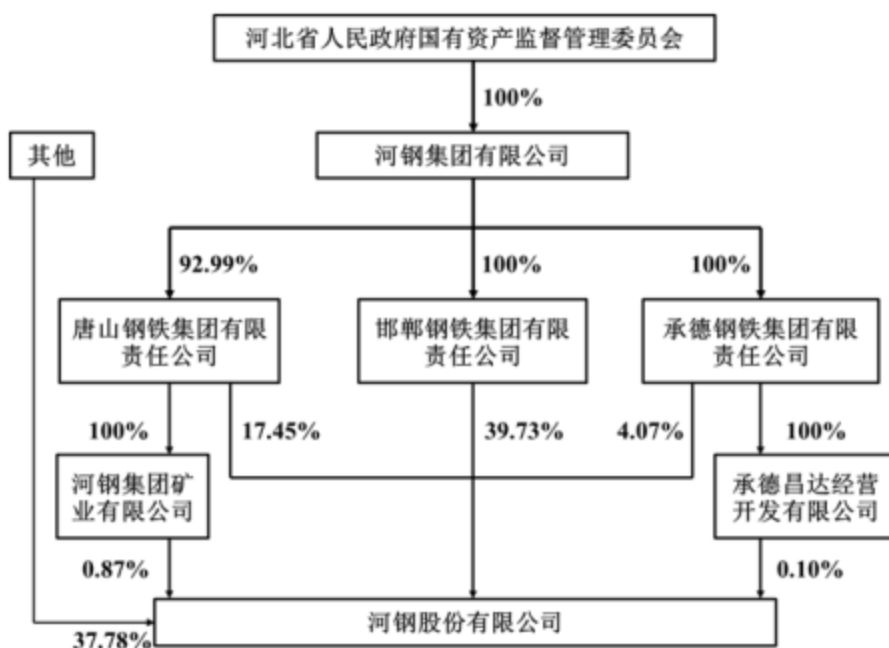 河北省人民政府国有资产监督管理委员会
100%
其他
河钢集团有限公司
92.99%
100%
100%
唐山钢铁集团有限
责任公司
邯郸钢铁集团有限
责任公司
承德钢铁集团有限
责任公司
100%
17.45%
39.73%
4.07%
100%
河钢集团矿
业有限公司
承德昌达经营
开发有限公司
0.87%
0.10%
河钢股份有限公司
37.78%